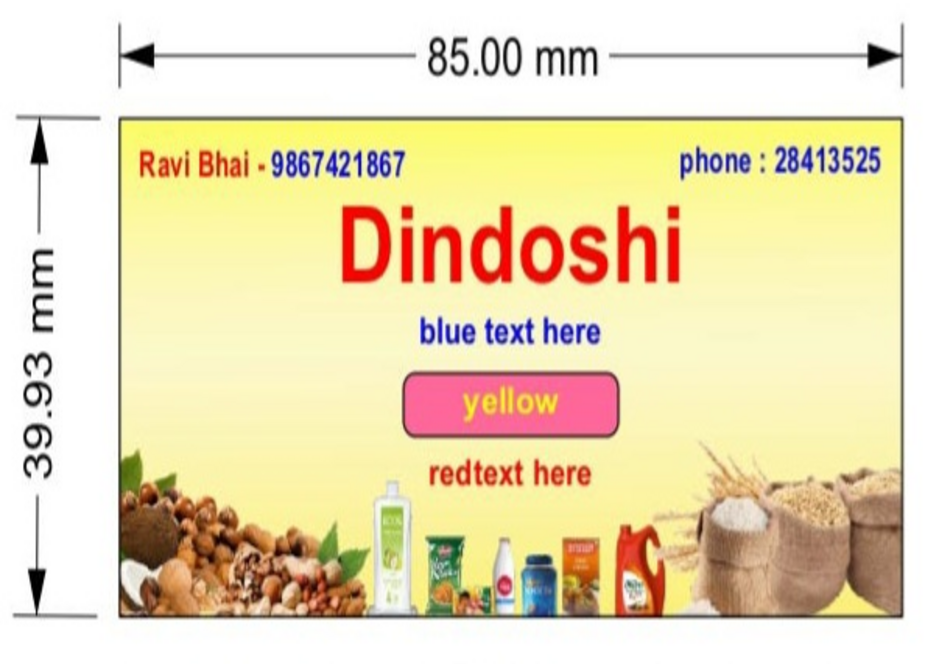 85.00 mm
39.93 mm
Ravi Bhai - 9867421867
phone : 28413525
Dindoshi
blue text here
yellow
redtext here